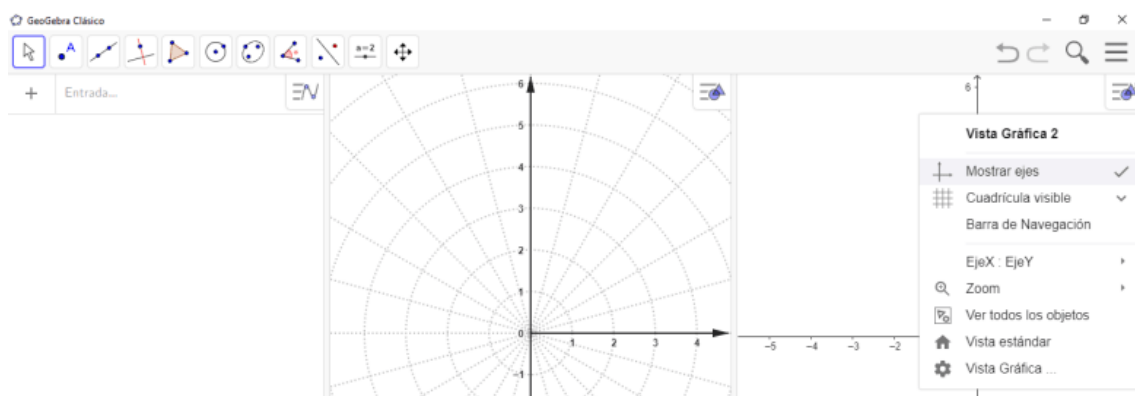 GeoGebra Clásico
A
a=2
+ Entrada...
6
5
4
3
2
1
0
1 2 3 4
−1
6
-5 -4 -3 -2
Vista Gráfica 2
Mostrar ejes
Cuadrícula visible
Barra de Navegación
EjeX : EjeY
Zoom
Ver todos los objetos
Vista estándar
Vista Gráfica ...